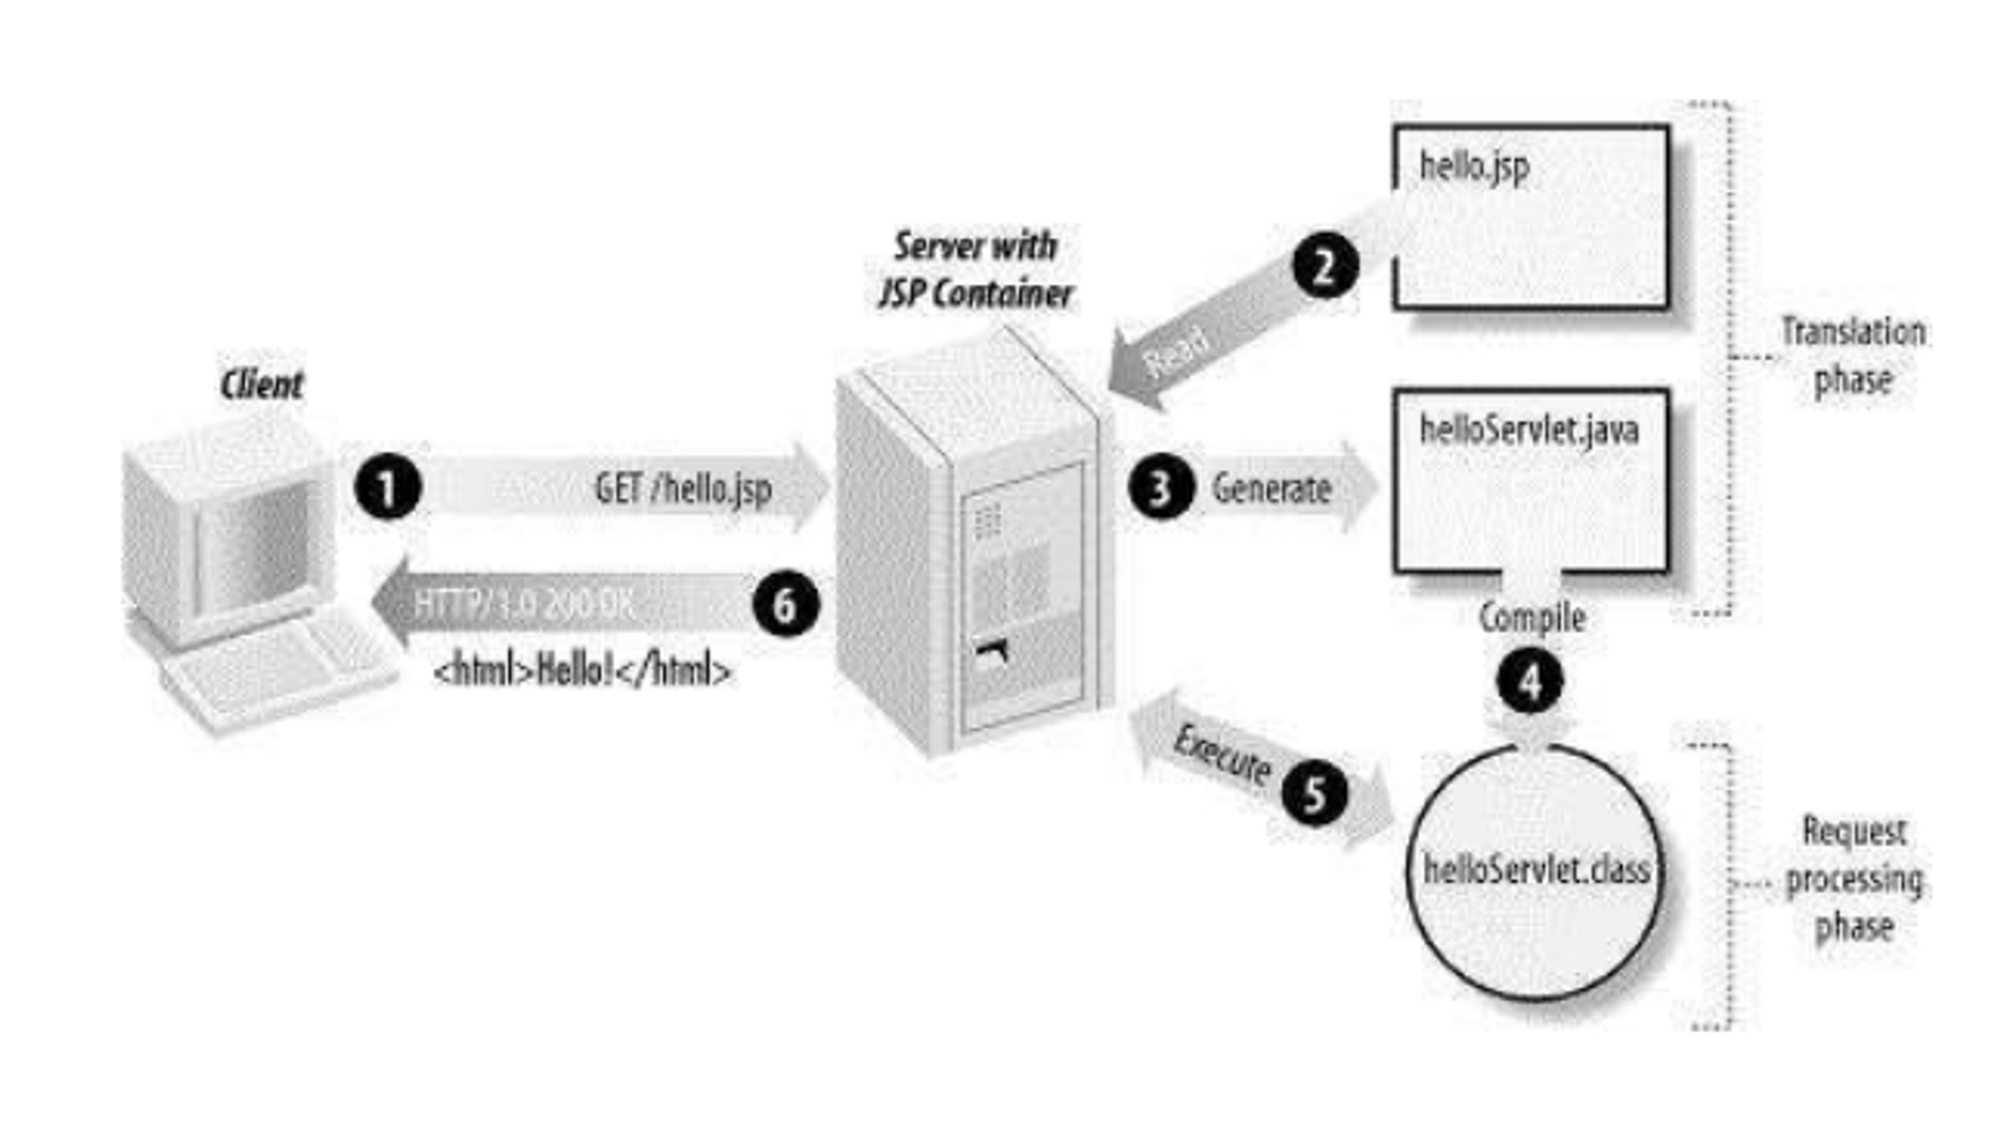 Server with
JSP Container
Client
1
GET /hello.jsp
6
HTTP/1.0 200 OK
<html>Hello!</html>
2
Read
hello.jsp
3
Generate
helloServlet.java
Compile
4
Execute
5
helloServlet.class
Translation
phase
Request
processing
phase